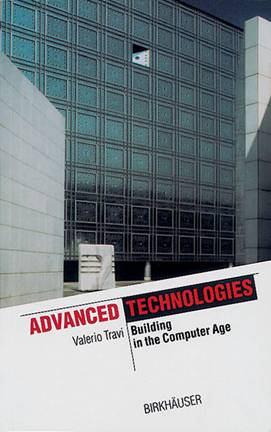 ADVANCED TECHNOLOGIES
Valerio Travi
Building
in the Computer Age
BIRKHÄUSER